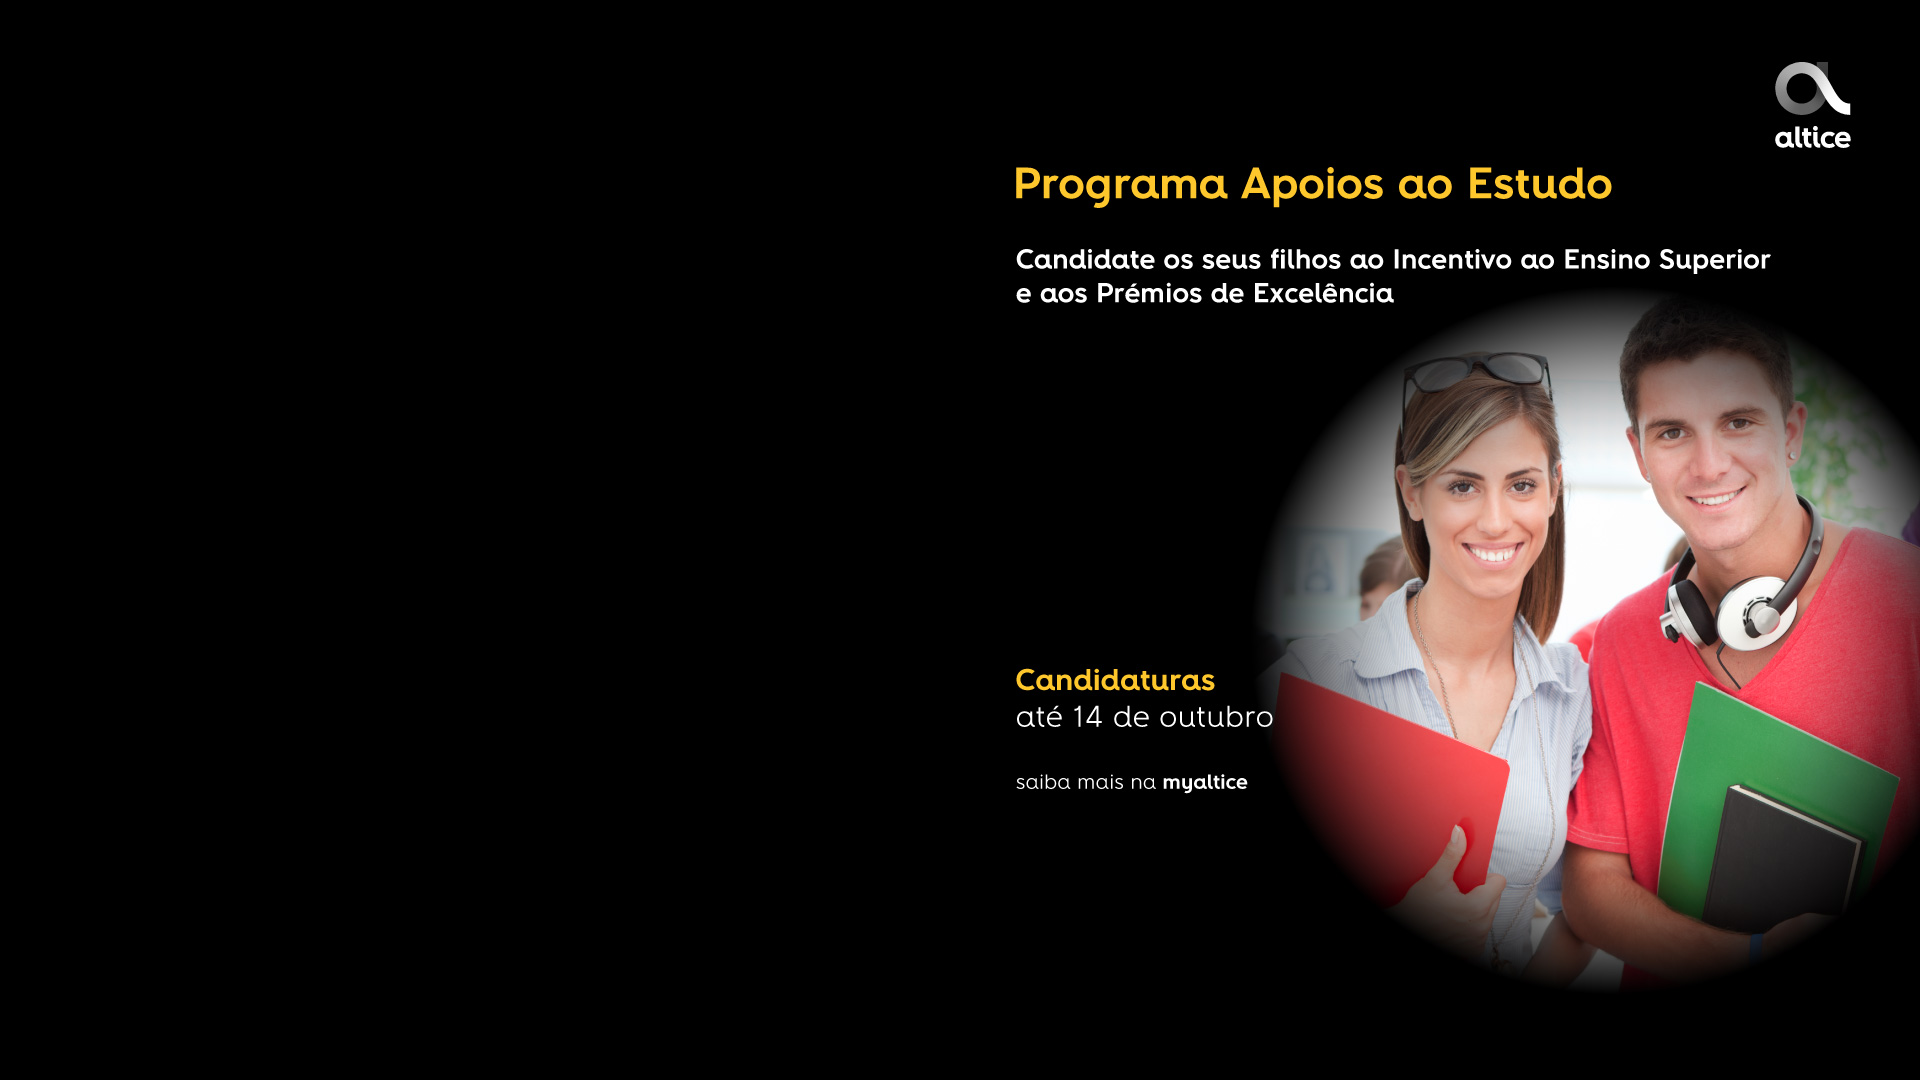 altice
Programa Apoios ao Estudo
Candidate os seus filhos ao Incentivo ao Ensino Superior
e aos Prémios de Excelência
Candidaturas
até 14 de outubro
saiba mais na myaltice